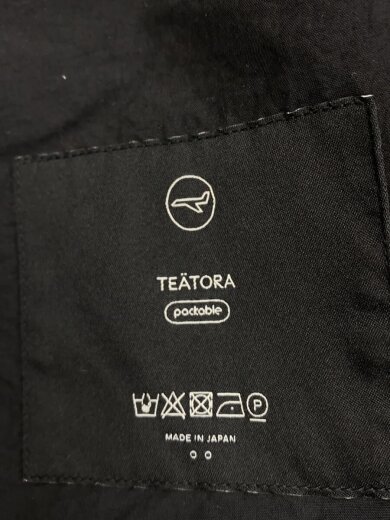 TEÄTORA
packable
P
MADE IN JAPAN